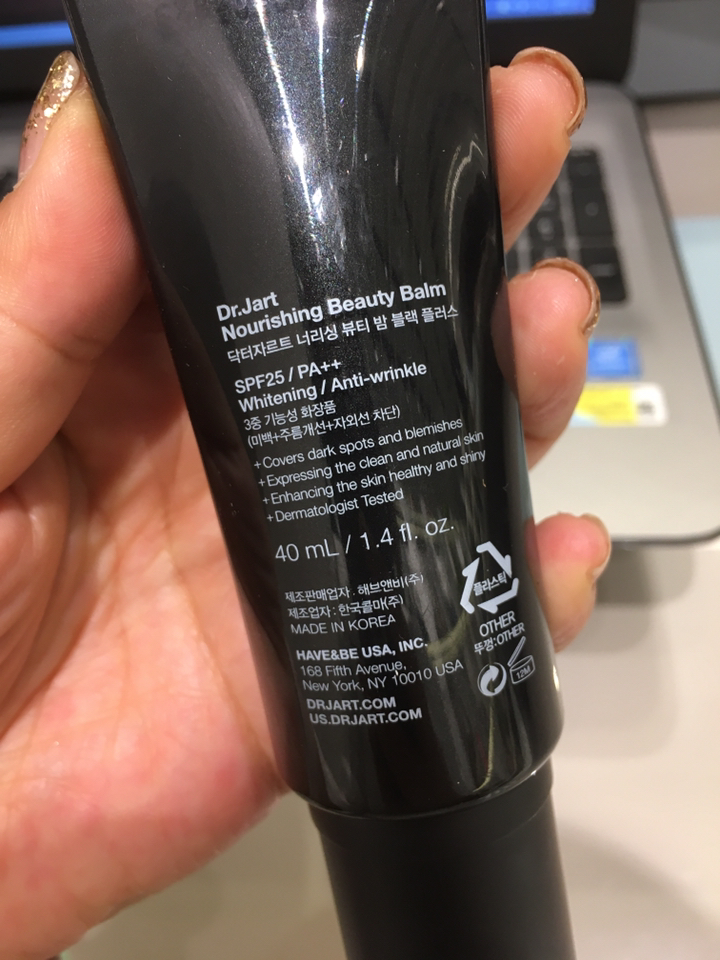 Dr.Jart
Nourishing Beauty Balm
닥터자르트 너리싱 뷰티 밤 블랙 플러스
SPF25 / PA++
Whitening / Anti-wrinkle
3중 기능성 화장품
(미백+주름개선+자외선 차단)
+Covers dark spots and blemishes
+Expressing the clean and natural skin
+Enhancing the skin healthy and shiny
+Dermatologist Tested
40 mL / 1.4 fl. oz.
제조판매업자 : 해브앤비(주)
제조업자 : 한국콜마(주)
MADE IN KOREA
HAVE&BE USA, INC.
168 Fifth Avenue,
New York, NY 10010 USA
DRJART.COM
US.DRJART.COM
플라스틱
OTHER
뚜껑:OTHER
12M